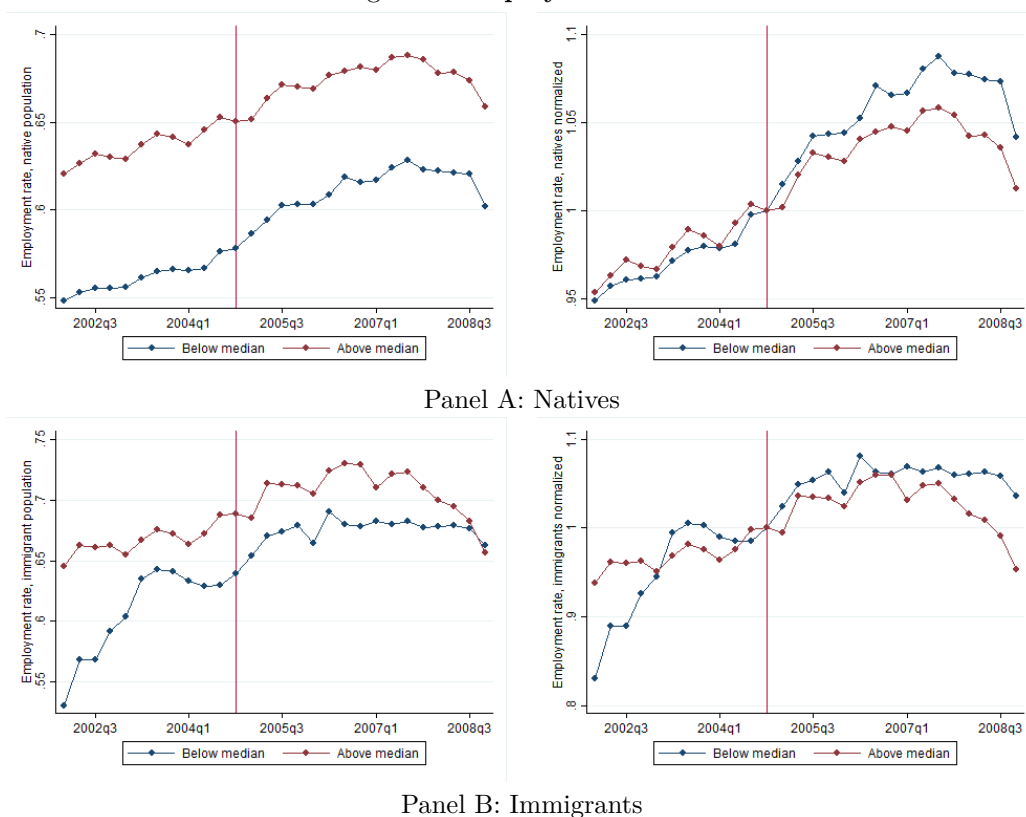 Employment rate, native population
.7
.65
.6
.55
2002q3 2004q1 2005q3 2007q1 2008q3
Below median Above median
Employment rate, natives normalized
1.1
1.05
1
.95
2002q3 2004q1 2005q3 2007q1 2008q3
Below median Above median
Panel A: Natives
Employment rate, immigrant population
.75
.7
.65
.6
.55
2002q3 2004q1 2005q3 2007q1 2008q3
Below median Above median
Employment rate, immigrants normalized
1.1
1
.9
.8
2002q3 2004q1 2005q3 2007q1 2008q3
Below median Above median
Panel B: Immigrants